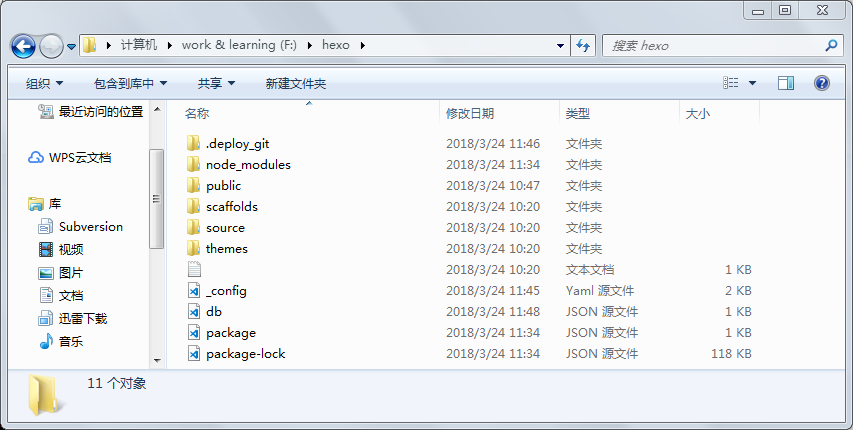 计算机 work & learning (F:) hexo
搜索 hexo
组织 包含到库中 共享 新建文件夹
最近访问的位置
WPS云文档
库
Subversion
视频
图片
文档
迅雷下载
音乐
名称 修改日期 类型 大小
.deploy_git 2018/3/24 11:46 文件夹
node_modules 2018/3/24 11:34 文件夹
public 2018/3/24 10:47 文件夹
scaffolds 2018/3/24 10:20 文件夹
source 2018/3/24 10:20 文件夹
themes 2018/3/24 10:20 文件夹
2018/3/24 10:20 文本文档 1 KB
_config 2018/3/24 11:45 Yaml 源文件 2 KB
db 2018/3/24 11:48 JSON 源文件 1 KB
package 2018/3/24 11:34 JSON 源文件 1 KB
package-lock 2018/3/24 11:34 JSON 源文件 118 KB
11 个对象